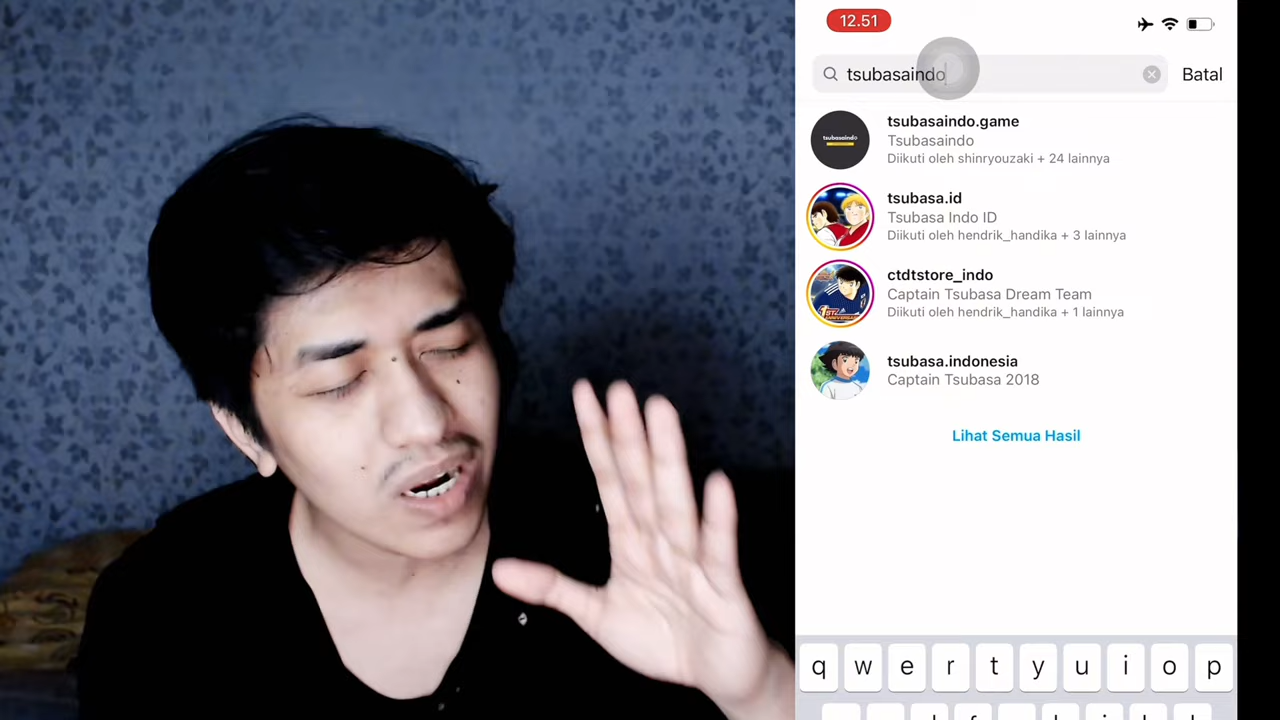 12.51
tsubasaindo
Batal
tsubasaindo
tsubasaindo.game
Tsubasaindo
Diikuti oleh shinryouzaki + 24 lainnya
tsubasa.id
Tsubasa Indo ID
Diikuti oleh hendrik_handika + 3 lainnya
ctdtstore_indo
Captain Tsubasa Dream Team
Diikuti oleh hendrik_handika + 1 lainnya
1ST
tsubasa.indonesia
Captain Tsubasa 2018
Lihat Semua Hasil
q w e r t y u i o p